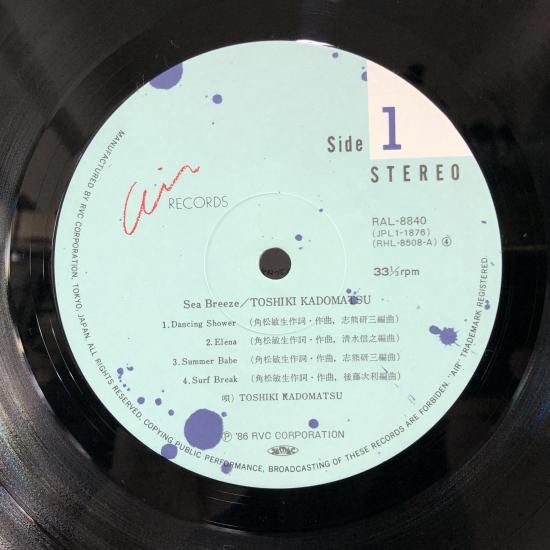 Side 1
STEREO
Air RECORDS
RAL-8840
(JPL1-1876)
(RHL-8508-A) ④
33⅓rpm
Sea Breeze／TOSHIKI KADOMATSU
1. Dancing Shower （角松敏生作詞・作曲，志熊研三編曲）
2. Elena （角松敏生作詞・作曲，清水信之編曲）
3. Summer Babe （角松敏生作詞・作曲，志熊研三編曲）
4. Surf Break （角松敏生作詞・作曲，後藤次利編曲）
唄）TOSHIKI KADOMATSU
Ⓟ '86 RVC CORPORATION
MANUFACTURED BY RVC CORPORATION, TOKYO, JAPAN. ALL RIGHTS RESERVED. COPYING PUBLIC PERFORMANCE, BROADCASTING OF THESE RECORDS ARE FORBIDDEN. "AIR" TRADEMARK REGISTERED.